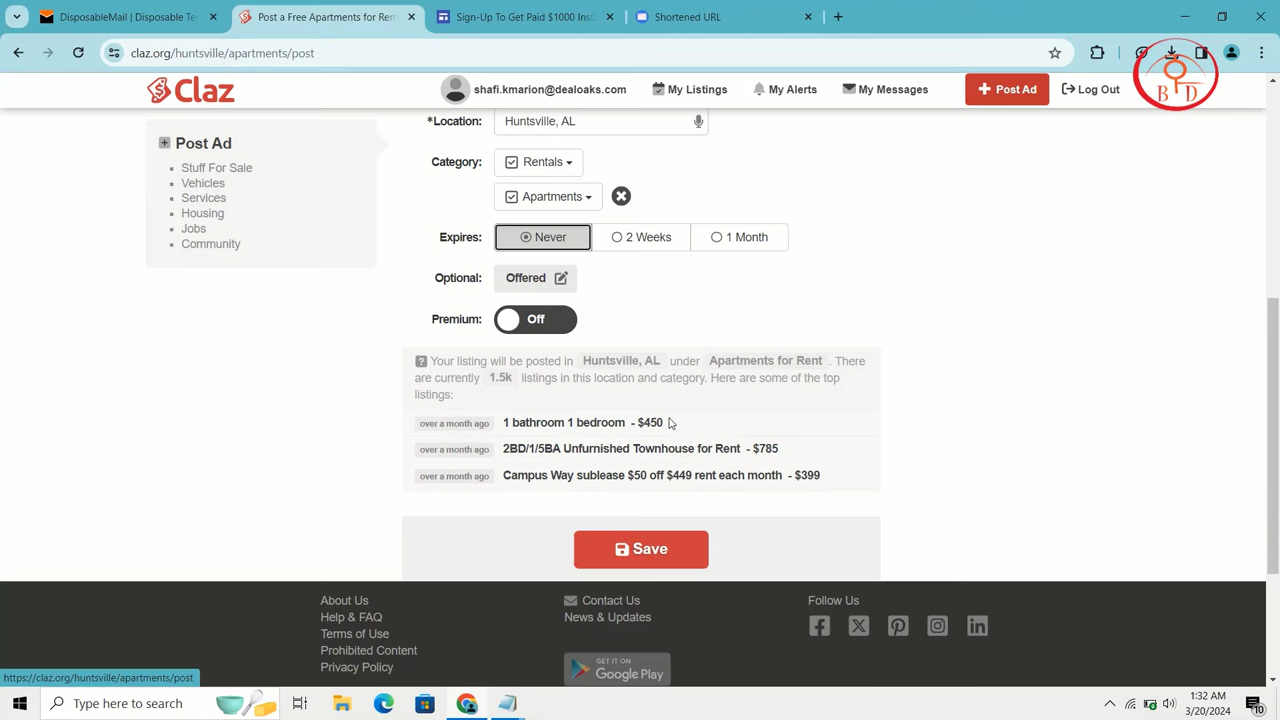 DisposableMail | Disposable Te
Post a Free Apartments for Ren
Sign-Up To Get Paid $1000 Inst
Shortened URL
claz.org/huntsville/apartments/post
Claz
shafi.kmarion@dealoaks.com
My Listings
My Alerts
My Messages
Post Ad
Log Out
B D
Post Ad
Stuff For Sale
Vehicles
Services
Housing
Jobs
Community
*Location: Huntsville, AL
Category: Rentals
Apartments
Expires: Never 2 Weeks 1 Month
Optional: Offered
Premium: Off
Your listing will be posted in Huntsville, AL under Apartments for Rent . There
are currently 1.5k listings in this location and category. Here are some of the top
listings:
over a month ago 1 bathroom 1 bedroom - $450
over a month ago 2BD/1/5BA Unfurnished Townhouse for Rent - $785
over a month ago Campus Way sublease $50 off $449 rent each month - $399
Save
About Us
Help & FAQ
Terms of Use
Prohibited Content
Privacy Policy
Contact Us
News & Updates
GET IT ON
Google Play
Follow Us
https://claz.org/huntsville/apartments/post
Type here to search
1:32 AM
3/20/2024
10